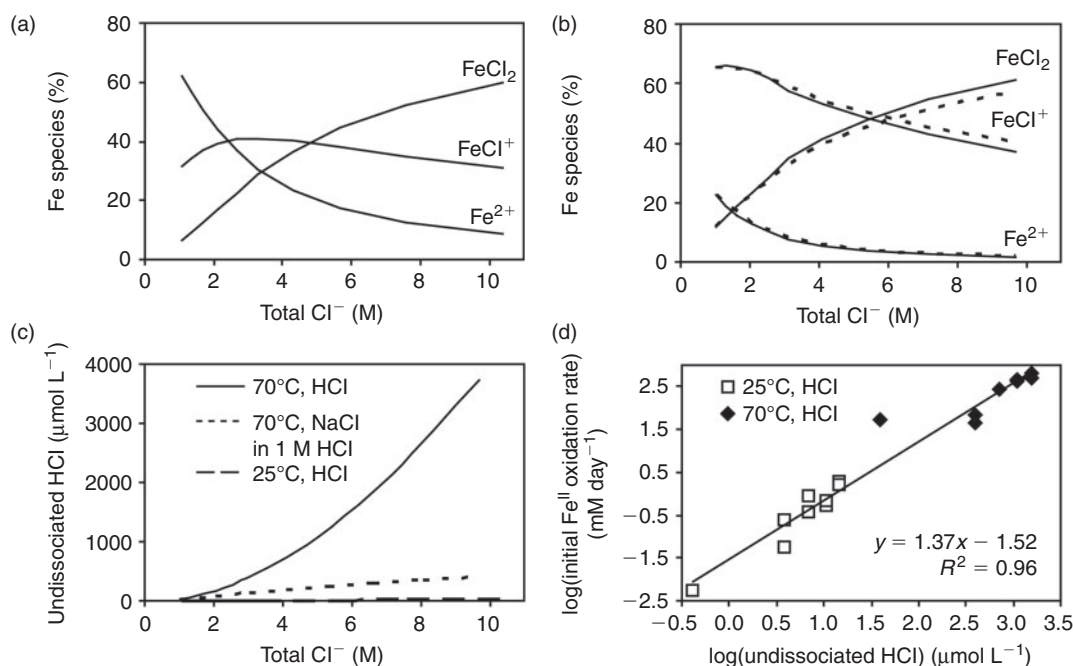 (a)
80
60
40
20
0
Fe species (%)
FeCl₂
FeCl⁺
Fe²⁺
0 2 4 6 8 10
Total Cl⁻ (M)
(b)
80
60
40
20
0
Fe species (%)
FeCl₂
FeCl⁺
Fe²⁺
0 2 4 6 8 10
Total Cl⁻ (M)
(c)
4000
3000
2000
1000
0
Undissociated HCl (μmol L⁻¹)
70°C, HCl
70°C, NaCl
in 1 M HCl
25°C, HCl
0 2 4 6 8 10
Total Cl⁻ (M)
(d)
2.5
1.5
0.5
−0.5
−1.5
−2.5
log(initial Feᴵᴵ oxidation rate)
(mM day⁻¹)
25°C, HCl
70°C, HCl
y = 1.37x − 1.52
R² = 0.96
−0.5 0.0 0.5 1.0 1.5 2.0 2.5 3.0 3.5
log(undissociated HCl) (μmol L⁻¹)